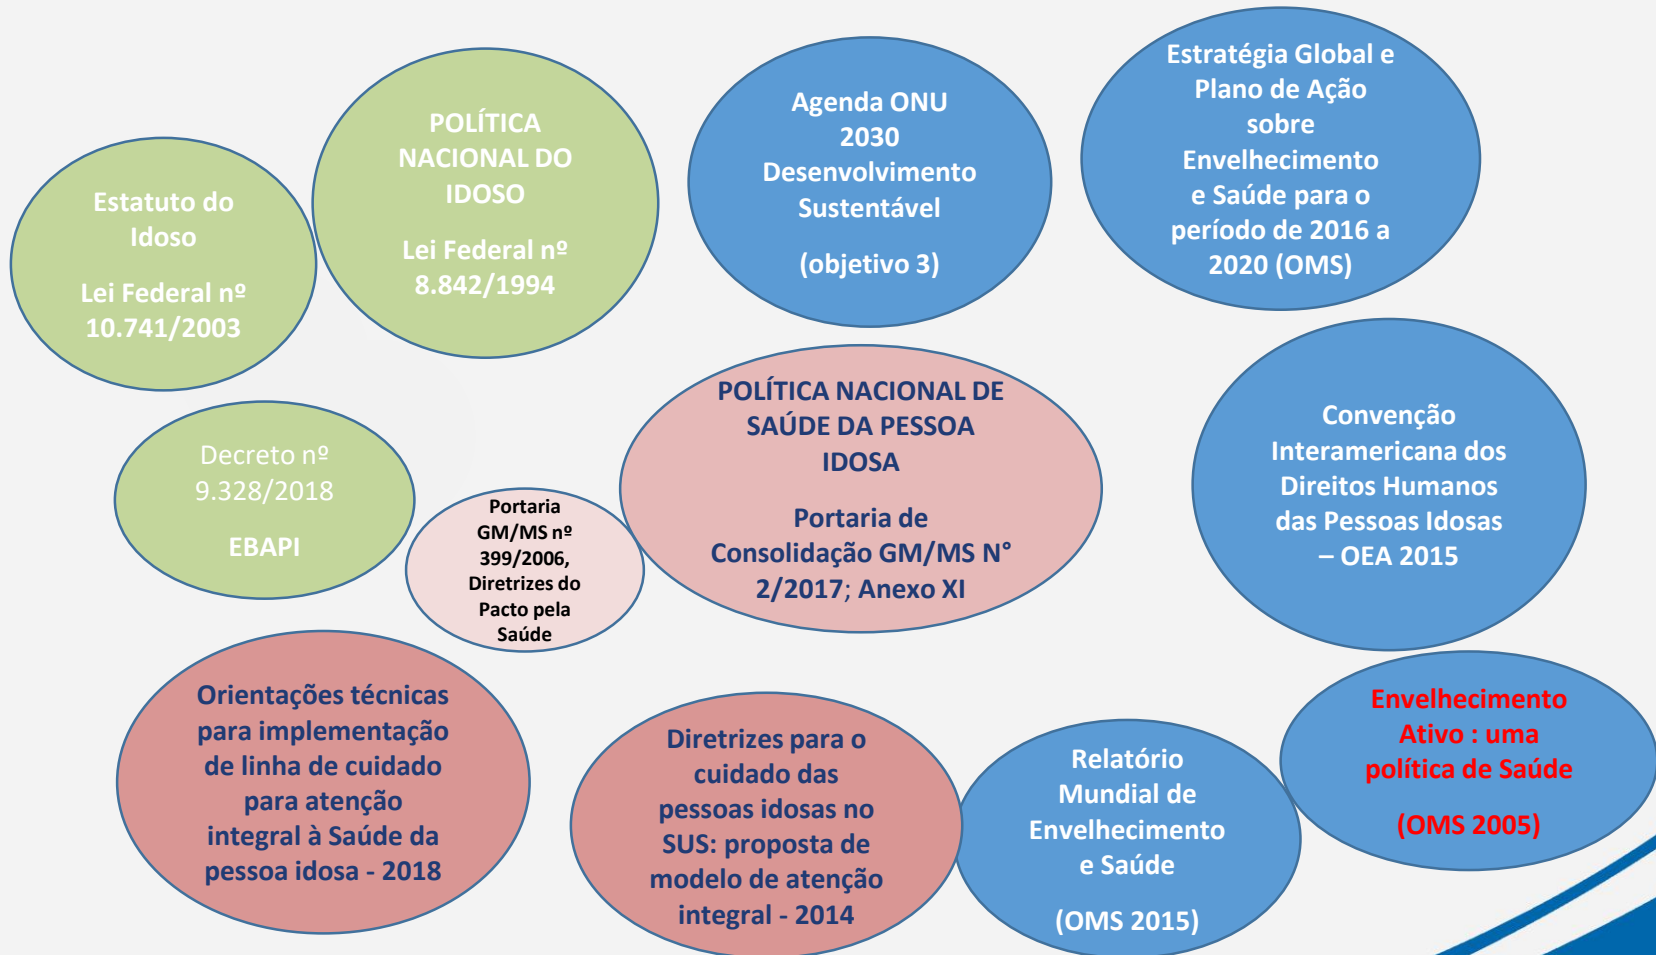 Estatuto do
Idoso
Lei Federal nº
10.741/2003
POLÍTICA
NACIONAL DO
IDOSO
Lei Federal nº
8.842/1994
Agenda ONU
2030
Desenvolvimento
Sustentável
(objetivo 3)
Estratégia Global e
Plano de Ação
sobre
Envelhecimento
e Saúde para o
período de 2016 a
2020 (OMS)
Decreto nº
9.328/2018
EBAPI
Portaria
GM/MS nº
399/2006,
Diretrizes do
Pacto pela
Saúde
POLÍTICA NACIONAL DE
SAÚDE DA PESSOA
IDOSA
Portaria de
Consolidação GM/MS N°
2/2017; Anexo XI
Convenção
Interamericana dos
Direitos Humanos
das Pessoas Idosas
– OEA 2015
Orientações técnicas
para implementação
de linha de cuidado
para atenção
integral à Saúde da
pessoa idosa - 2018
Diretrizes para o
cuidado das
pessoas idosas no
SUS: proposta de
modelo de atenção
integral - 2014
Relatório
Mundial de
Envelhecimento
e Saúde
(OMS 2015)
Envelhecimento
Ativo : uma
política de Saúde
(OMS 2005)